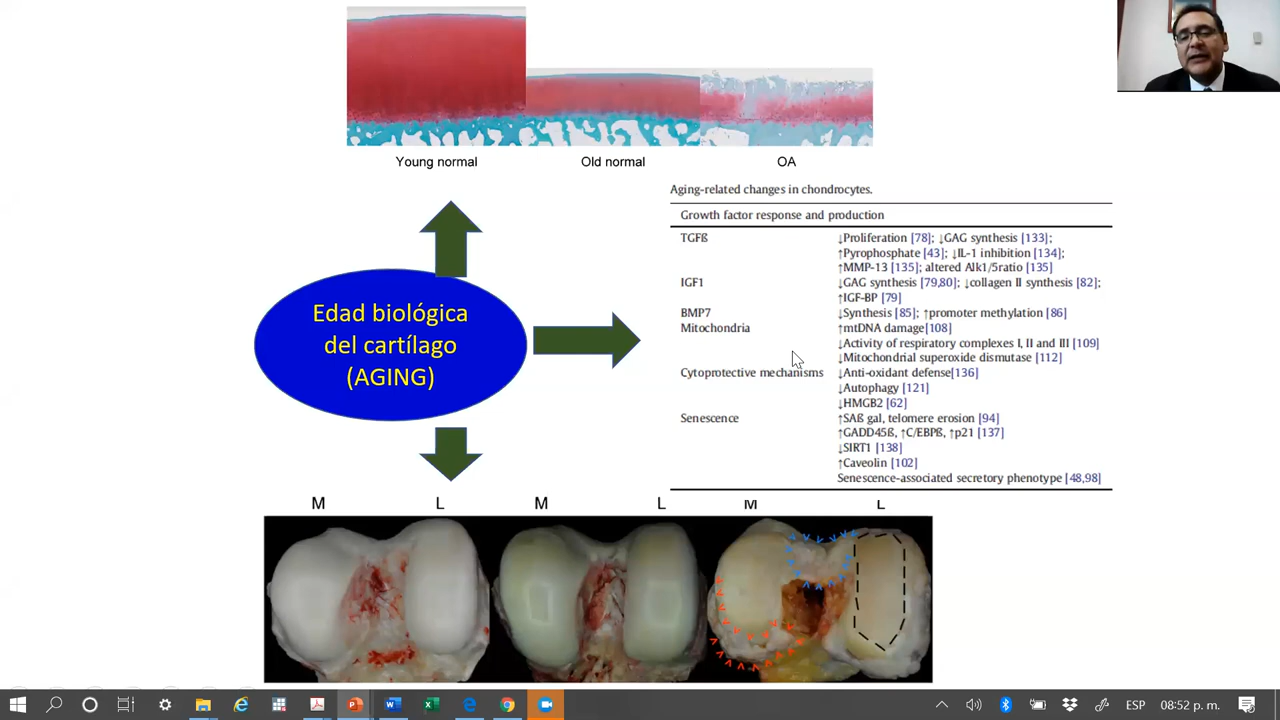 Young normal
Old normal
OA
Aging-related changes in chondrocytes.
Growth factor response and production
TGFß
↓Proliferation [78]; ↓GAG synthesis [133];
↑Pyrophosphate [43]; ↓IL-1 inhibition [134];
↑MMP-13 [135]; altered Alk1/5ratio [135]
IGF1
↓GAG synthesis [79,80]; ↓collagen II synthesis [82];
↑IGF-BP [79]
BMP7
↓Synthesis [85]; ↑promoter methylation [86]
Mitochondria
↑mtDNA damage[108]
↓Activity of respiratory complexes I, II and III [109]
↓Mitochondrial superoxide dismutase [112]
Cytoprotective mechanisms
↓Anti-oxidant defense[136]
↓Autophagy [121]
↓HMGB2 [62]
Senescence
↑SAß gal, telomere erosion [94]
↑GADD45ß, ↑C/EBPß, ↑p21 [137]
↓SIRT1 [138]
↑Caveolin [102]
Senescence-associated secretory phenotype [48,98]
Edad biológica
del cartílago
(AGING)
M L M L M L
ESP 08:52 p. m.